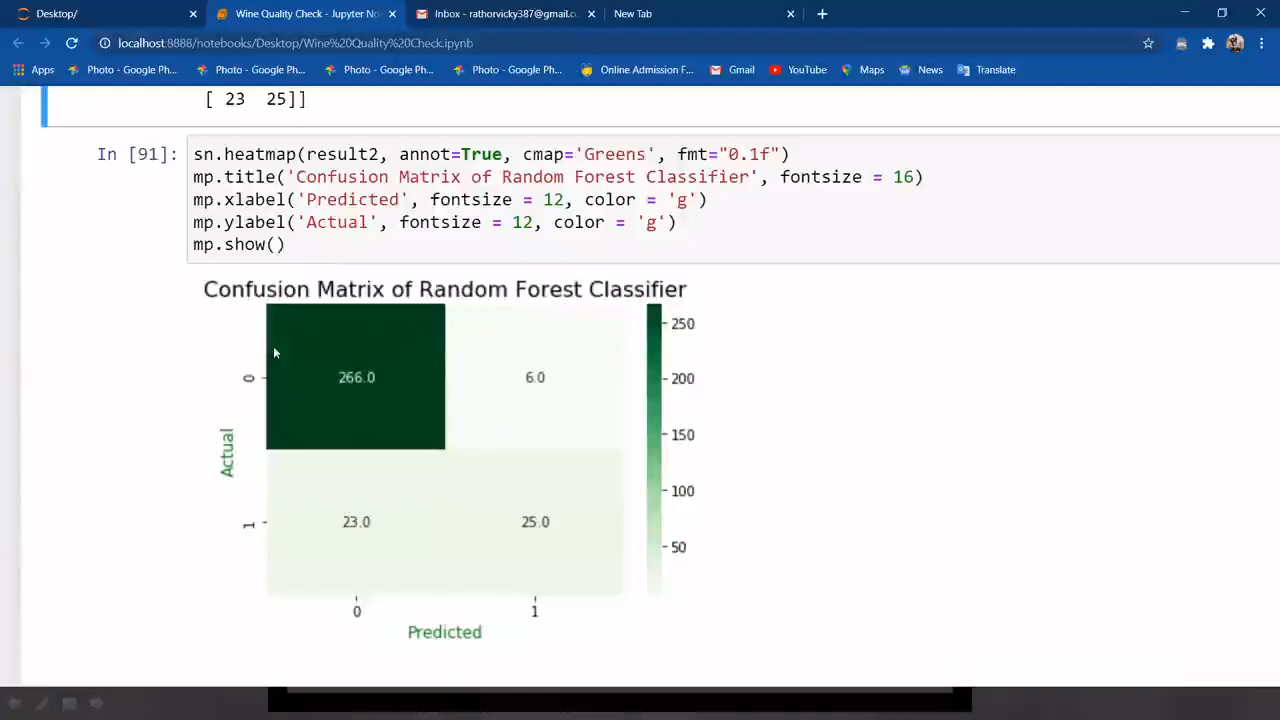 Desktop/
Wine Quality Check - Jupyter No
Inbox - rathorvicky387@gmail.c
New Tab
localhost:8888/notebooks/Desktop/Wine%20Quality%20Check.ipynb
Apps
Photo - Google Ph...
Photo - Google Ph...
Photo - Google Ph...
Photo - Google Ph...
Online Admission F...
Gmail
YouTube
Maps
News
Translate
[ 23 25]]
In [91]:
sn.heatmap(result2, annot=True, cmap='Greens', fmt="0.1f")
mp.title('Confusion Matrix of Random Forest Classifier', fontsize = 16)
mp.xlabel('Predicted', fontsize = 12, color = 'g')
mp.ylabel('Actual', fontsize = 12, color = 'g')
mp.show()
Confusion Matrix of Random Forest Classifier
250
200
150
100
50
0
266.0
6.0
Actual
1
23.0
25.0
0
1
Predicted